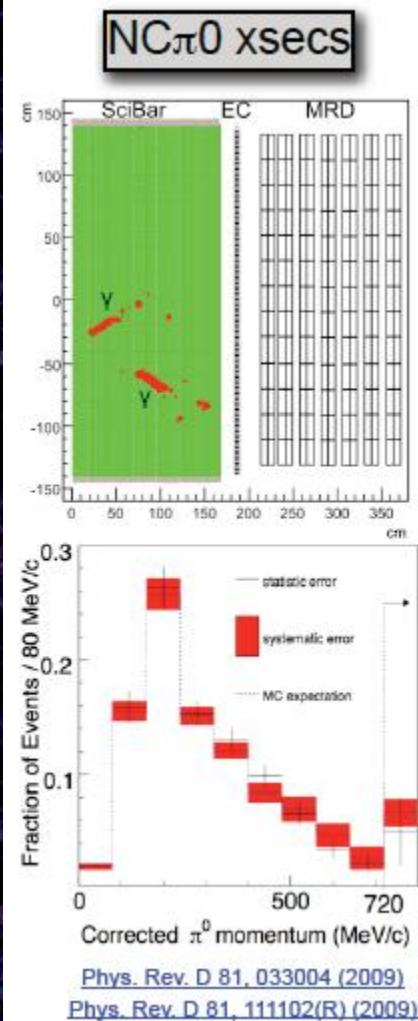 NCπ0 xsecs
SciBar EC MRD
cm
150
100
50
0
-50
-100
-150
γ
γ
0 50 100 150 200 250 300 350
cm
Fraction of Events / 80 MeV/c
0.3
0.2
0.1
statistic error
systematic error
MC expectation
0 500 720
Corrected π⁰ momentum (MeV/c)
Phys. Rev. D 81, 033004 (2009)
Phys. Rev. D 81, 111102(R) (2009)